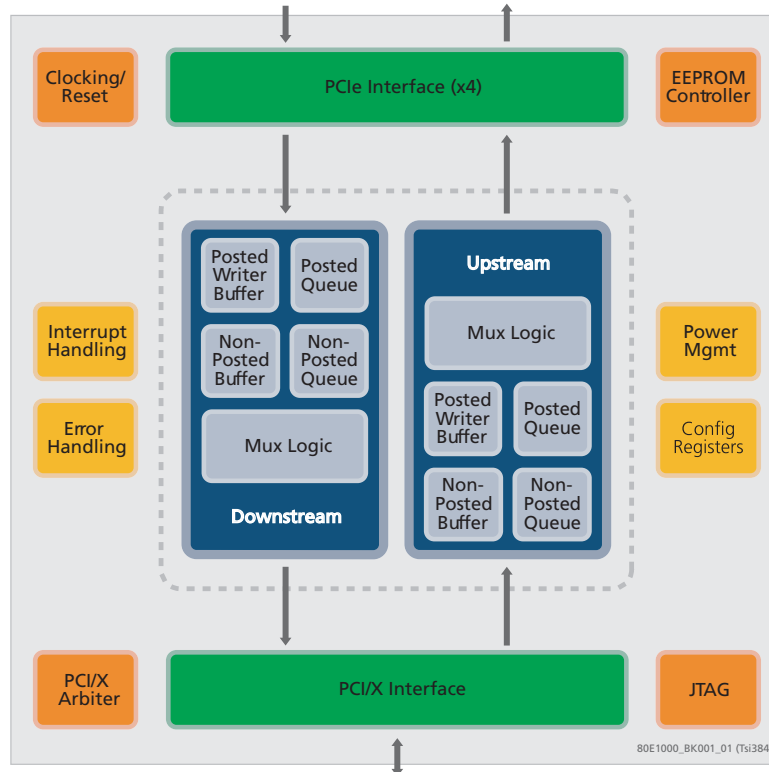 Clocking/
Reset
PCIe Interface (x4)
EEPROM
Controller
Posted
Writer
Buffer
Posted
Queue
Non-
Posted
Buffer
Non-
Posted
Queue
Mux Logic
Downstream
Upstream
Mux Logic
Posted
Writer
Buffer
Posted
Queue
Non-
Posted
Buffer
Non-
Posted
Queue
Interrupt
Handling
Error
Handling
Power
Mgmt
Config
Registers
PCI/X
Arbiter
PCI/X Interface
JTAG
80E1000_BK001_01 (Tsi384